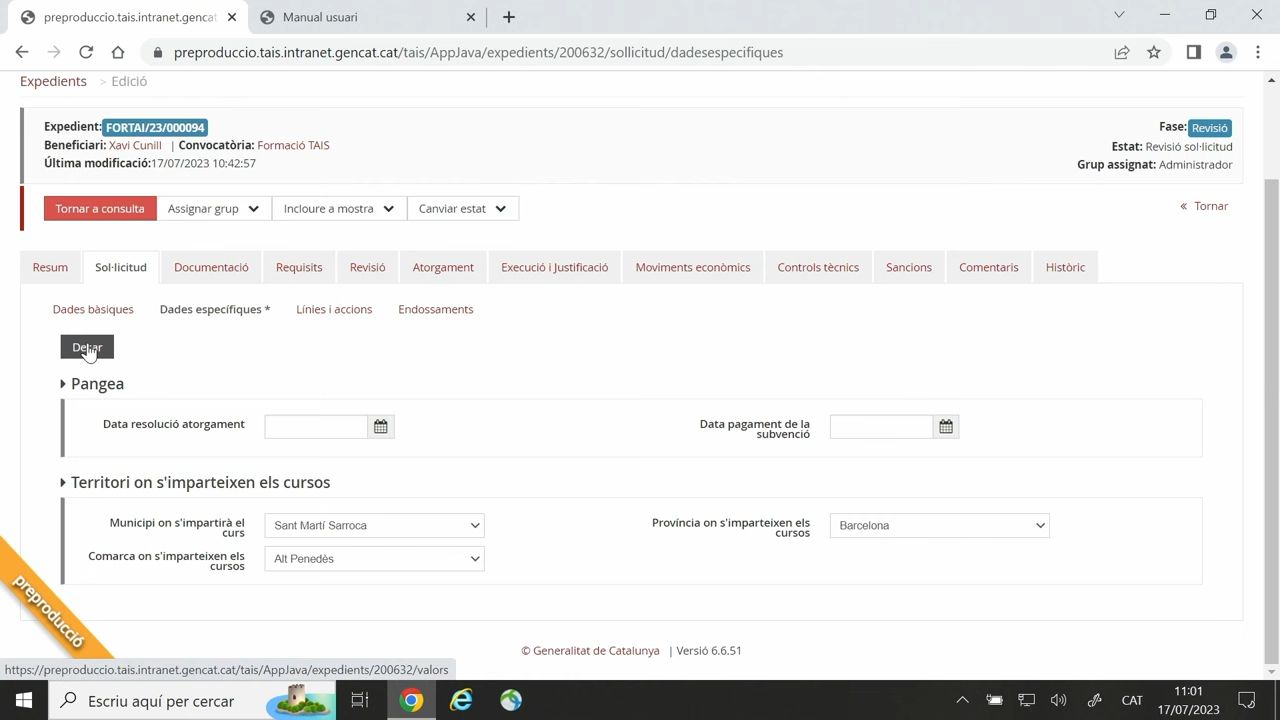 preproduccio.tais.intranet.gencat
Manual usuari
preproduccio.tais.intranet.gencat.cat/tais/AppJava/expedients/200632/sollicitud/dadesespecifiques
Expedients > Edició
Expedient: FORTAI/23/000094
Fase: Revisió
Beneficiari: Xavi Cunill | Convocatòria: Formació TAIS
Estat: Revisió sol·licitud
Última modificació:17/07/2023 10:42:57
Grup assignat: Administrador
Tornar a consulta
Assignar grup
Incloure a mostra
Canviar estat
« Tornar
Resum
Sol·licitud
Documentació
Requisits
Revisió
Atorgament
Execució i Justificació
Moviments econòmics
Controls tècnics
Sancions
Comentaris
Històric
Dades bàsiques
Dades específiques *
Línies i accions
Endossaments
Pangea
Data resolució atorgament
Data pagament de la
subvenció
Territori on s'imparteixen els cursos
Municipi on s'impartirà el
curs
Sant Martí Sarroca
Província on s'imparteixen els
cursos
Barcelona
Comarca on s'imparteixen els
cursos
Alt Penedès
preproducció
© Generalitat de Catalunya | Versió 6.6.51
https://preproduccio.tais.intranet.gencat.cat/tais/AppJava/expedients/200632/valors
Escriu aquí per cercar
CAT
11:01
17/07/2023